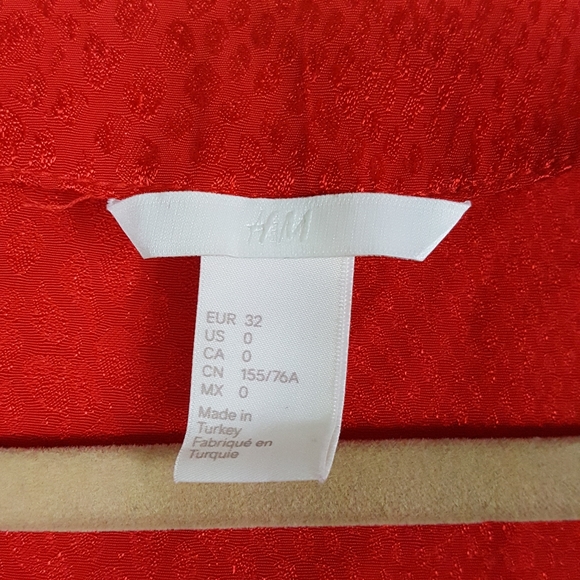 H&M
EUR 32
US 0
CA 0
CN 155/76A
MX 0
Made in
Turkey
Fabriqué en
Turquie